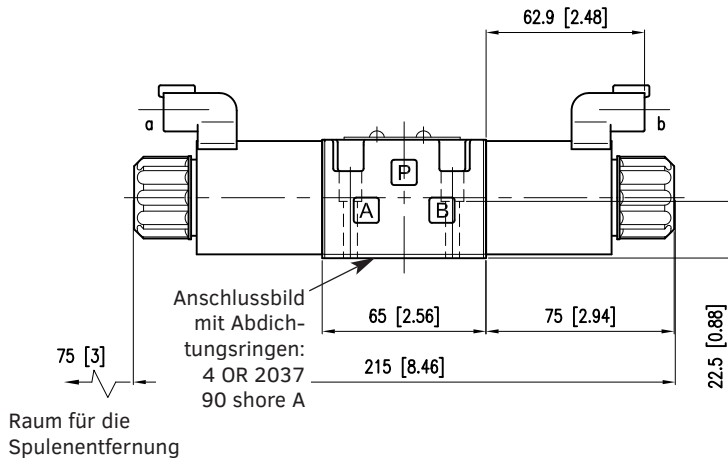 62.9 [2.48]
a
b
P
A
B
Anschlussbild
mit Abdich-
tungsringen:
4 OR 2037
90 shore A
65 [2.56]
75 [2.94]
22.5 [0.88]
75 [3]
215 [8.46]
Raum für die
Spulenentfernung